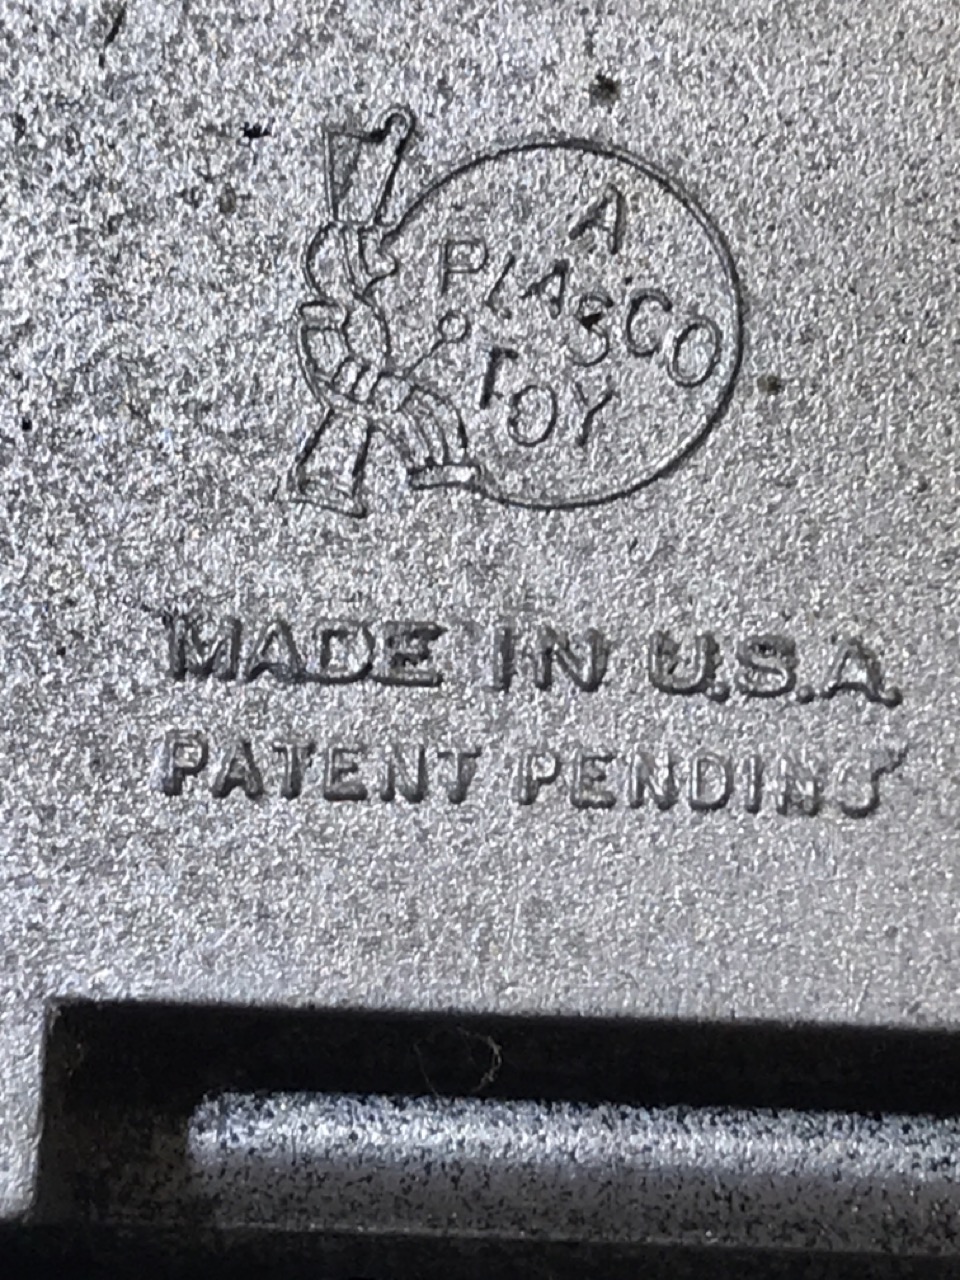 A
PLASCO
TOY
MADE IN U.S.A.
PATENT PENDING